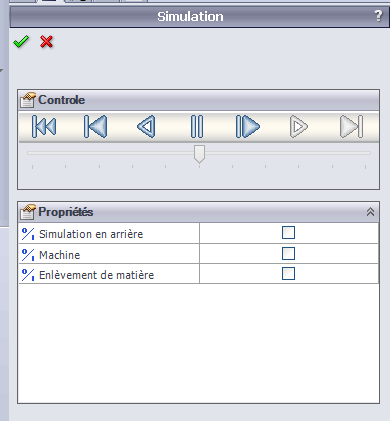 Simulation ?
Controle
Propriétés
Simulation en arrière
Machine
Enlèvement de matière